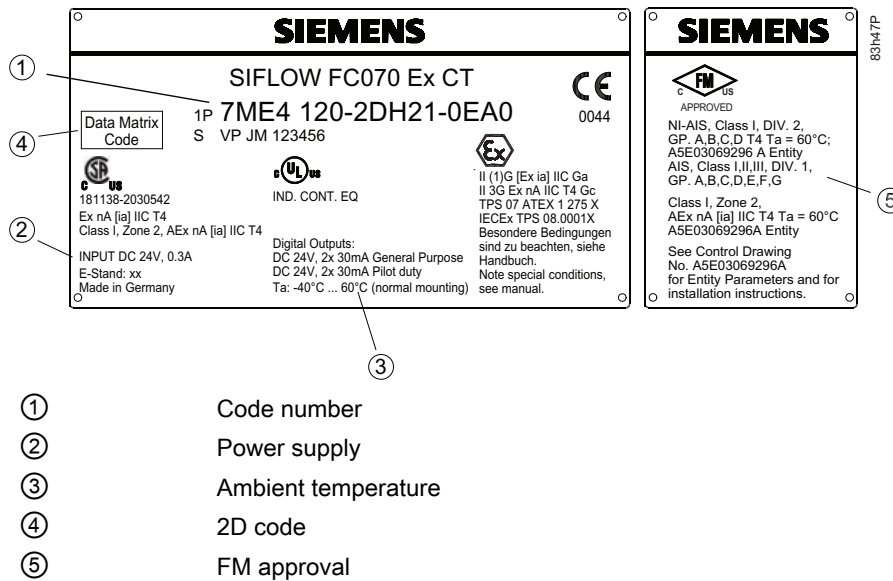 SIEMENS
SIFLOW FC070 Ex CT
1P 7ME4 120-2DH21-0EA0
S VP JM 123456
CE
0044
Data Matrix
Code
SA
C US
181138-2030542
Ex nA [ia] IIC T4
Class I, Zone 2, AEx nA [ia] IIC T4
INPUT DC 24V, 0.3A
E-Stand: xx
Made in Germany
c UL us
IND. CONT. EQ
Digital Outputs:
DC 24V, 2x 30mA General Purpose
DC 24V, 2x 30mA Pilot duty
Ta: -40°C ... 60°C (normal mounting)
Ex
II (1)G [Ex ia] IIC Ga
II 3G Ex nA IIC T4 Gc
TPS 07 ATEX 1 275 X
IECEx TPS 08.0001X
Besondere Bedingungen
sind zu beachten, siehe
Handbuch.
Note special conditions,
see manual.
SIEMENS
FM
C US
APPROVED
NI-AIS, Class I, DIV. 2,
GP. A,B,C,D T4 Ta = 60°C;
A5E03069296 A Entity
AIS, Class I,II,III, DIV. 1,
GP. A,B,C,D,E,F,G
Class I, Zone 2,
AEx nA [ia] IIC T4 Ta = 60°C
A5E03069296A Entity
See Control Drawing
No. A5E03069296A
for Entity Parameters and for
installation instructions.
83h47P
①
④
②
③
⑤
① Code number
② Power supply
③ Ambient temperature
④ 2D code
⑤ FM approval